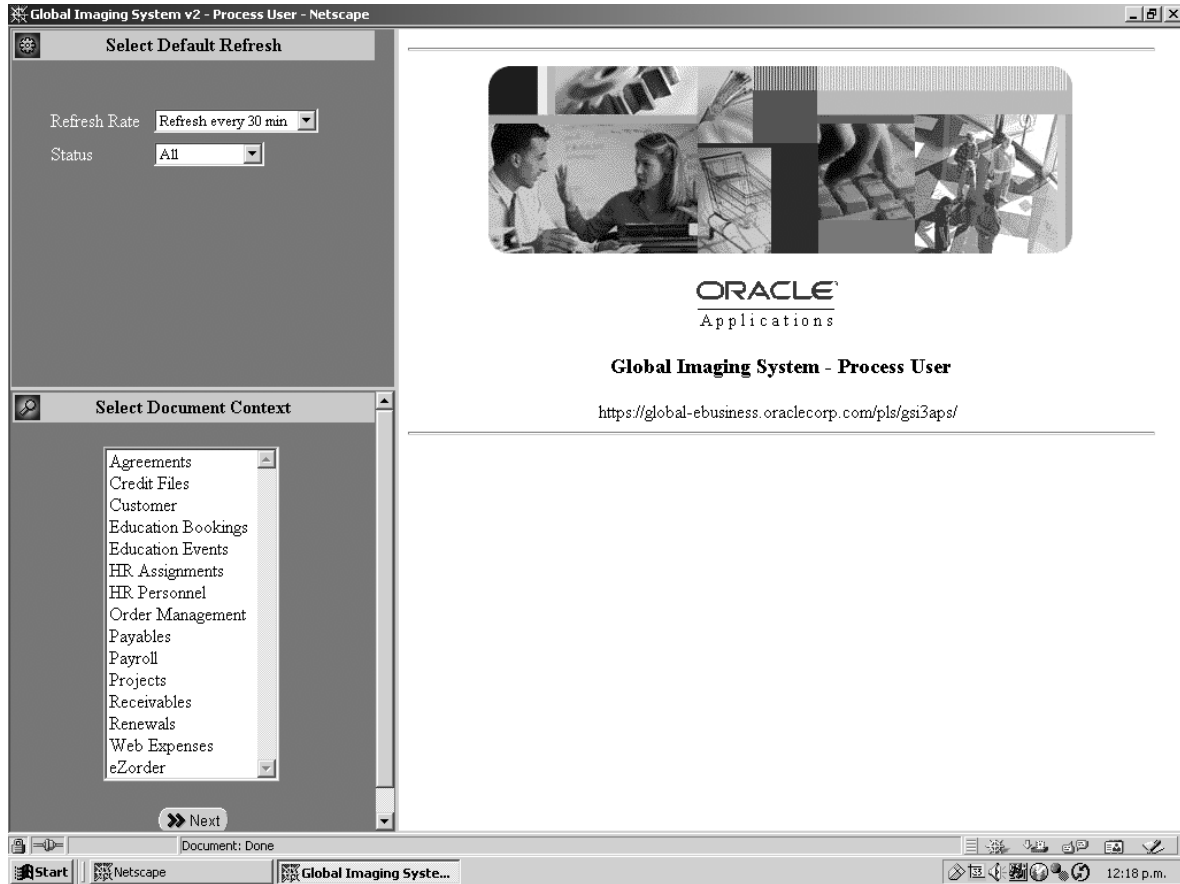 Global Imaging System v2 - Process User - Netscape
Select Default Refresh
Refresh Rate Refresh every 30 min
Status All
Select Document Context
Agreements
Credit Files
Customer
Education Bookings
Education Events
HR Assignments
HR Personnel
Order Management
Payables
Payroll
Projects
Receivables
Renewals
Web Expenses
eZorder
Next
ORACLE
Applications
Global Imaging System - Process User
https://global-ebusiness.oraclecorp.com/pls/gsi3aps/
Document: Done
Start Netscape Global Imaging Syste... 12:18 p.m.